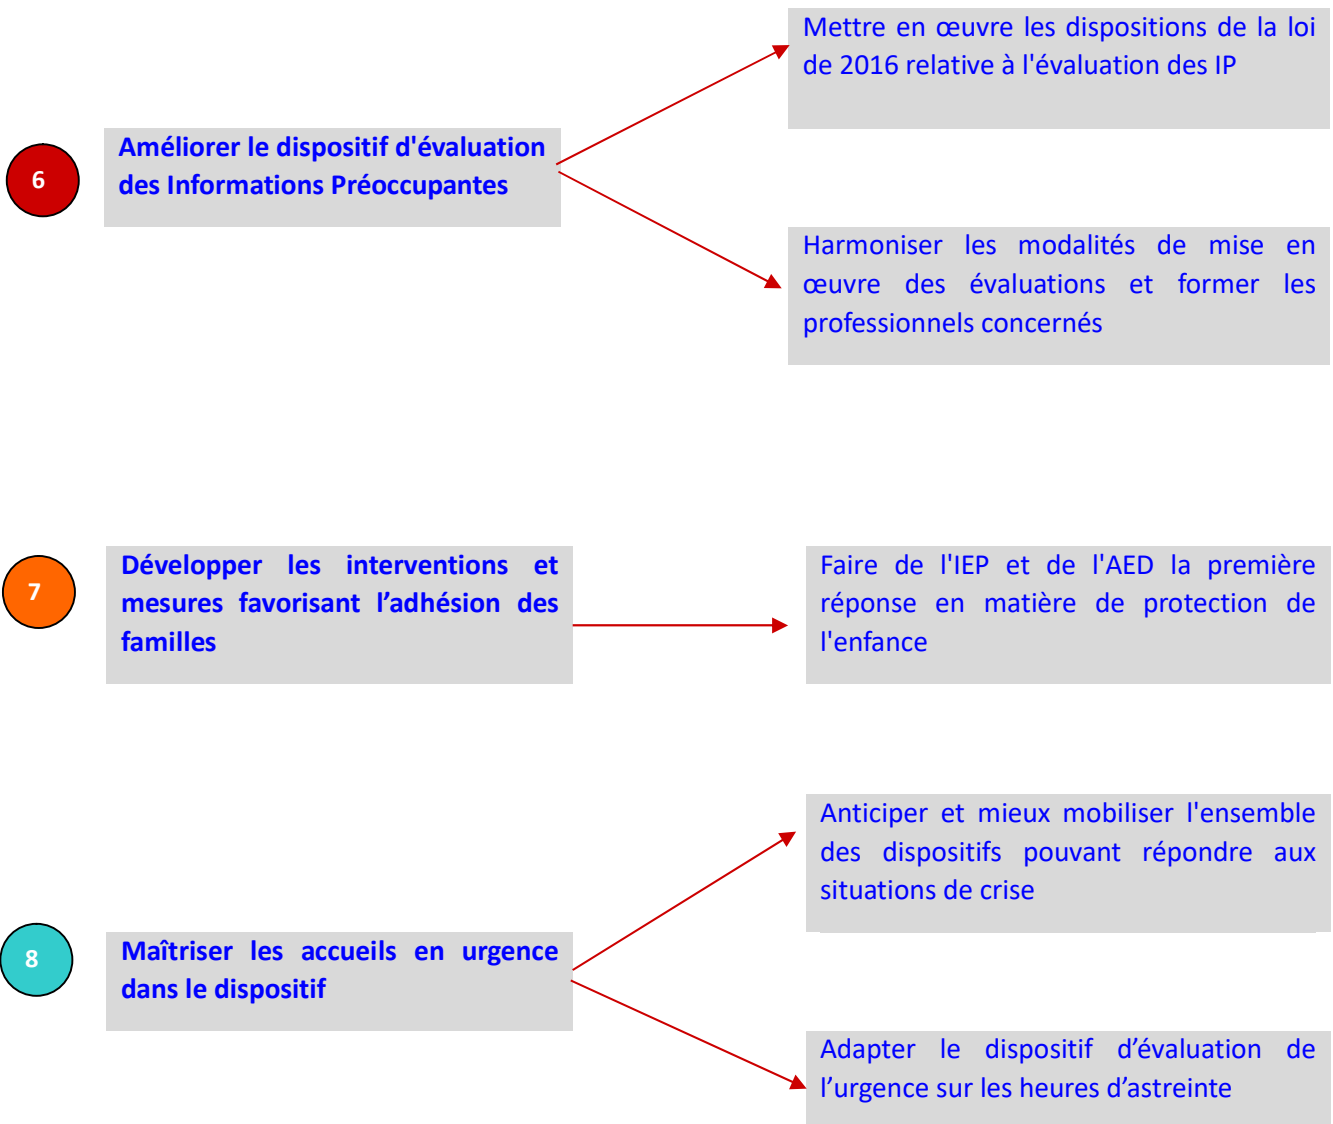 6
Améliorer le dispositif d'évaluation
des Informations Préoccupantes
Mettre en œuvre les dispositions de la loi
de 2016 relative à l'évaluation des IP
Harmoniser les modalités de mise en
œuvre des évaluations et former les
professionnels concernés
7
Développer les interventions et
mesures favorisant l’adhésion des
familles
Faire de l'IEP et de l'AED la première
réponse en matière de protection de
l'enfance
8
Maîtriser les accueils en urgence
dans le dispositif
Anticiper et mieux mobiliser l'ensemble
des dispositifs pouvant répondre aux
situations de crise
Adapter le dispositif d’évaluation de
l’urgence sur les heures d’astreinte